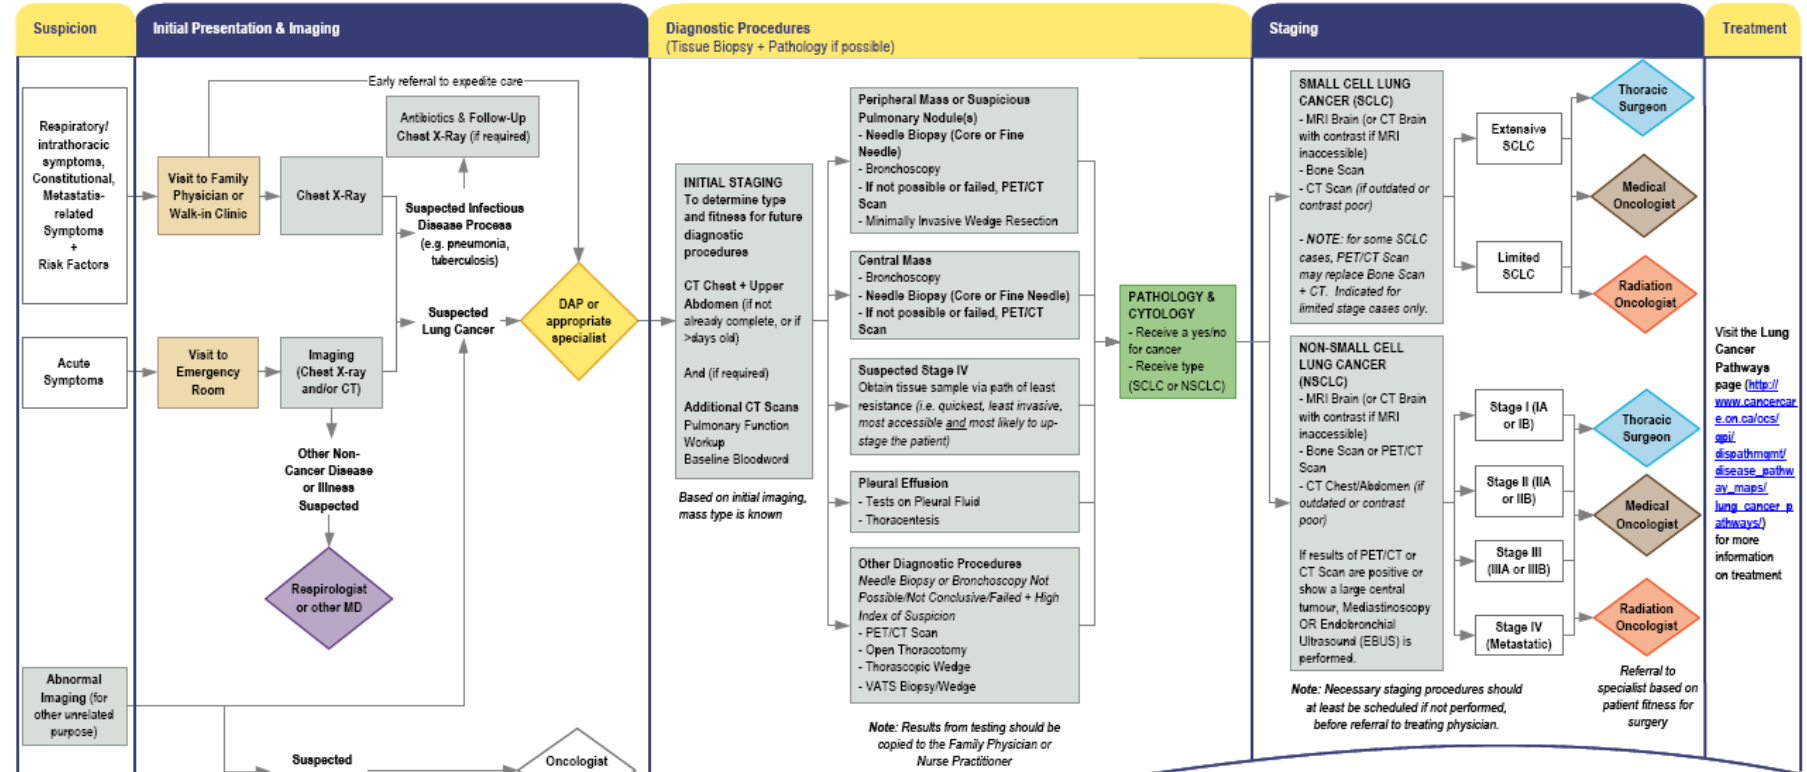 Suspicion
Initial Presentation & Imaging
Diagnostic Procedures
(Tissue Biopsy + Pathology if possible)
Staging
Treatment
Respiratory/
intrathoracic
symptoms,
Constitutional,
Metastatis-
related
Symptoms
+
Risk Factors
Acute
Symptoms
Abnormal
Imaging (for
other unrelated
purpose)
Early referral to expedite care
Antibiotics & Follow-Up
Chest X-Ray (if required)
Visit to Family
Physician or
Walk-in Clinic
Chest X-Ray
Suspected Infectious
Disease Process
(e.g. pneumonia,
tuberculosis)
Suspected
Lung Cancer
DAP or
appropriate
specialist
Visit to
Emergency
Room
Imaging
(Chest X-ray
and/or CT)
Other Non-
Cancer Disease
or Illness
Suspected
Respirologist
or other MD
Suspected
Oncologist
INITIAL STAGING
To determine type
and fitness for future
diagnostic
procedures
CT Chest + Upper
Abdomen (if not
already complete, or if
>days old)
And (if required)
Additional CT Scans
Pulmonary Function
Workup
Baseline Bloodword
Based on initial imaging,
mass type is known
Peripheral Mass or Suspicious
Pulmonary Nodule(s)
- Needle Biopsy (Core or Fine
Needle)
- Bronchoscopy
- If not possible or failed, PET/CT
Scan
- Minimally Invasive Wedge Resection
Central Mass
- Bronchoscopy
- Needle Biopsy (Core or Fine Needle)
- If not possible or failed, PET/CT
Scan
Suspected Stage IV
Obtain tissue sample via path of least
resistance (i.e. quickest, least invasive,
most accessible and most likely to up-
stage the patient)
Pleural Effusion
- Tests on Pleural Fluid
- Thoracentesis
Other Diagnostic Procedures
Needle Biopsy or Bronchoscopy Not
Possible/Not Conclusive/Failed + High
Index of Suspicion
- PET/CT Scan
- Open Thoracotomy
- Thorascopic Wedge
- VATS Biopsy/Wedge
Note: Results from testing should be
copied to the Family Physician or
Nurse Practitioner
PATHOLOGY &
CYTOLOGY
- Receive a yes/no
for cancer
- Receive type
(SCLC or NSCLC)
SMALL CELL LUNG
CANCER (SCLC)
- MRI Brain (or CT Brain
with contrast if MRI
inaccessible)
- Bone Scan
- CT Scan (if outdated or
contrast poor)
- NOTE: for some SCLC
cases, PET/CT Scan
may replace Bone Scan
+ CT. Indicated for
limited stage cases only.
Extensive
SCLC
Limited
SCLC
Thoracic
Surgeon
Medical
Oncologist
Radiation
Oncologist
NON-SMALL CELL
LUNG CANCER
(NSCLC)
- MRI Brain (or CT Brain
with contrast if MRI
inaccessible)
- Bone Scan or PET/CT
Scan
- CT Chest/Abdomen (if
outdated or contrast
poor)
If results of PET/CT or
CT Scan are positive or
show a large central
tumour, Mediastinoscopy
OR Endobronchial
Ultrasound (EBUS) is
performed.
Stage I (IA
or IB)
Stage II (IIA
or IIB)
Stage III
(IIIA or IIIB)
Stage IV
(Metastatic)
Thoracic
Surgeon
Medical
Oncologist
Radiation
Oncologist
Note: Necessary staging procedures should
at least be scheduled if not performed,
before referral to treating physician.
Referral to
specialist based on
patient fitness for
surgery
Visit the Lung
Cancer
Pathways
page (http://
www.cancercar
e.on.ca/ocs/
qpi/
dispathmgmt/
disease_pathw
ay_maps/
lung_cancer_p
athways/)
for more
information
on treatment